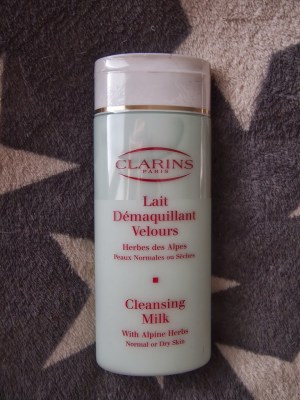 CLARINS
PARIS
Lait
Démaquillant
Velours
Herbes des Alpes
Peaux Normales ou Sèches
Cleansing
Milk
With Alpine Herbs
Normal or Dry Skin